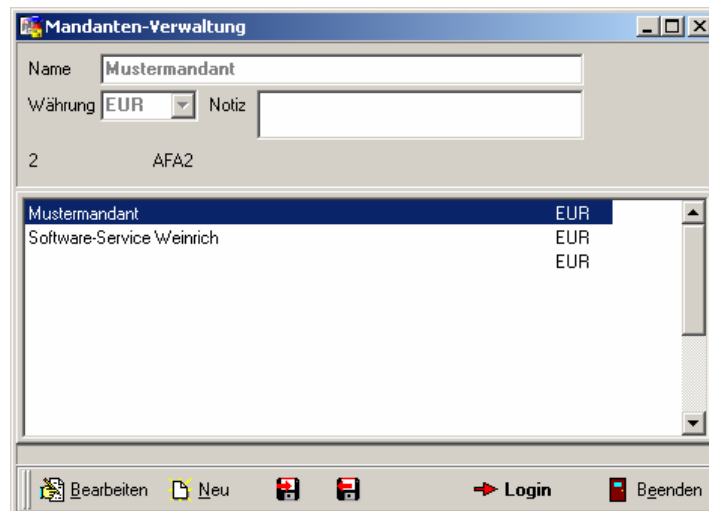 Mandanten-Verwaltung
Name Mustermandant
Währung EUR Notiz
2 AFA2
Mustermandant EUR
Software-Service Weinrich EUR
EUR
Bearbeiten Neu Login Beenden